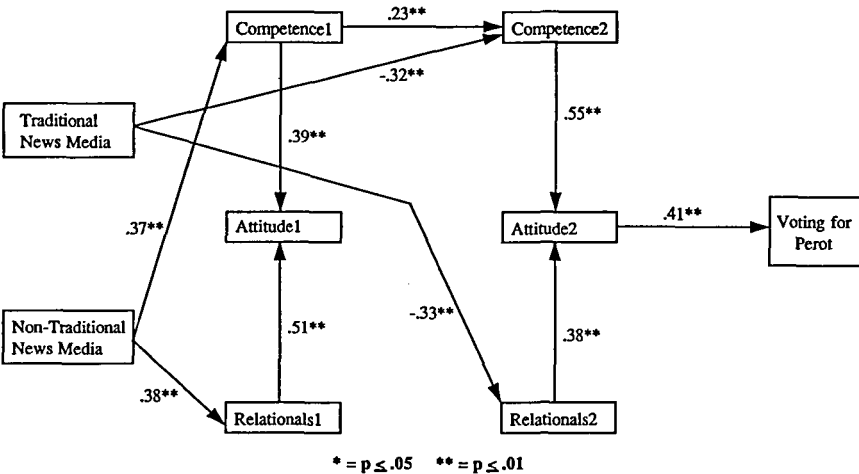 Competence1
.23**
Competence2
-.32**
Traditional
News Media
.39**
.55**
.37**
Attitude1
Attitude2
.41**
Voting for
Perot
Non-Traditional
News Media
.51**
-.33**
.38**
.38**
Relationals1
Relationals2
* = p ≤ .05 ** = p ≤ .01